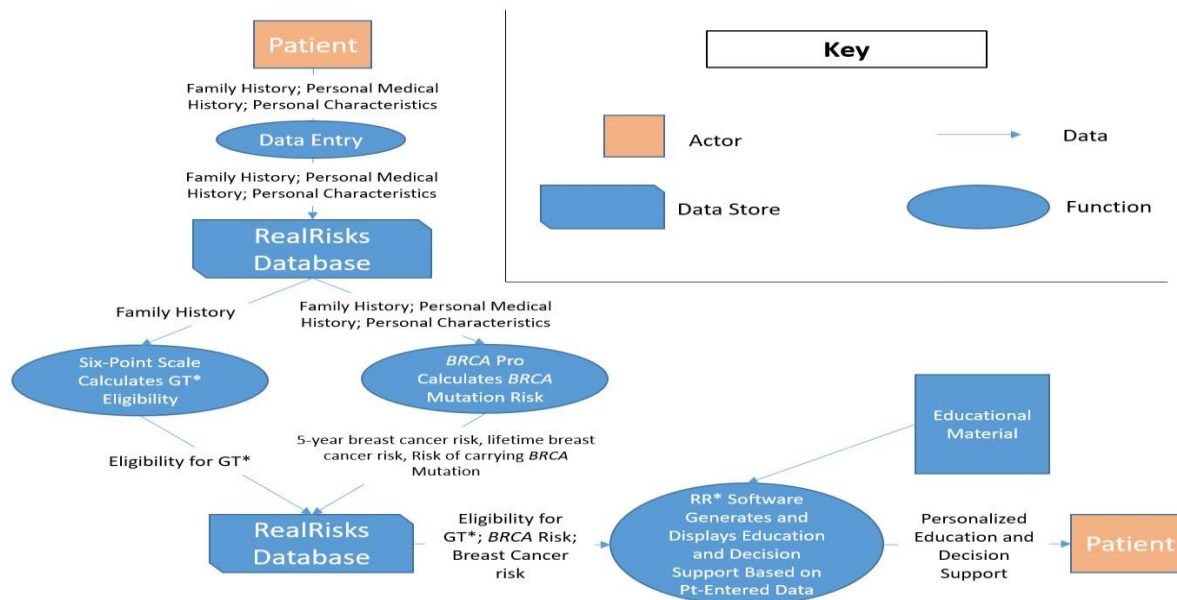 Patient
Family History; Personal Medical
History; Personal Characteristics
Data Entry
Family History; Personal Medical
History; Personal Characteristics
RealRisks
Database
Family History
Family History; Personal Medical
History; Personal Characteristics
Six-Point Scale
Calculates GT*
Eligibility
BRCA Pro
Calculates BRCA
Mutation Risk
Eligibility for GT*
5-year breast cancer risk, lifetime breast
cancer risk, Risk of carrying BRCA
Mutation
RealRisks
Database
Eligibility for
GT*; BRCA Risk;
Breast Cancer
risk
Educational
Material
RR* Software
Generates and
Displays Education
and Decision
Support Based on
Pt-Entered Data
Personalized
Education and
Decision
Support
Patient
Key
Actor
Data
Data Store
Function